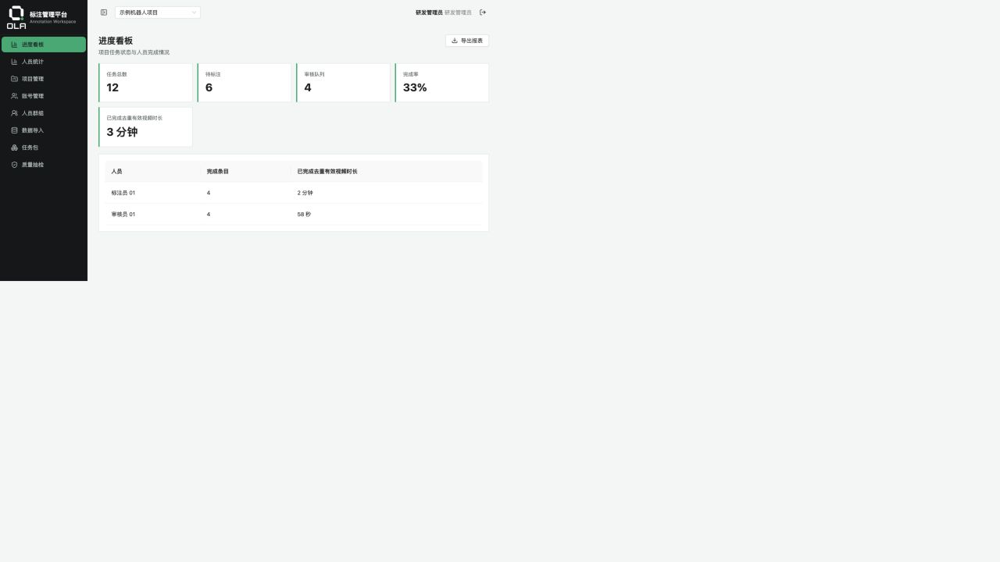 OLA
标注管理平台
Annotation Workspace
进度看板
人员统计
项目管理
账号管理
人员群组
数据导入
任务包
质量抽检
示例机器人项目
研发管理员 研发管理员
进度看板
项目任务状态与人员完成情况
导出报表
任务总数
12
待标注
6
审核队列
4
完成率
33%
已完成去重有效视频时长
3 分钟
人员 完成条目 已完成去重有效视频时长
标注员 01 4 2 分钟
审核员 01 4 58 秒